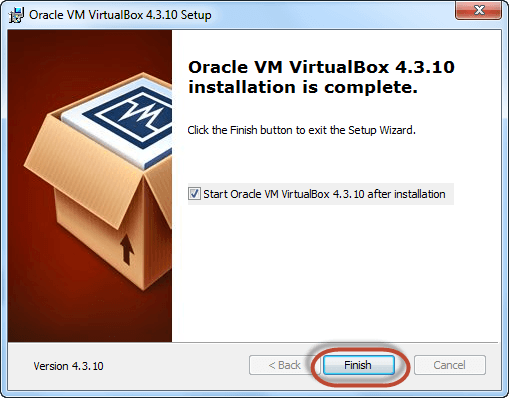 Oracle VM VirtualBox 4.3.10 Setup
Oracle VM VirtualBox 4.3.10
installation is complete.
Click the Finish button to exit the Setup Wizard.
Start Oracle VM VirtualBox 4.3.10 after installation
Version 4.3.10
< Back
Finish
Cancel